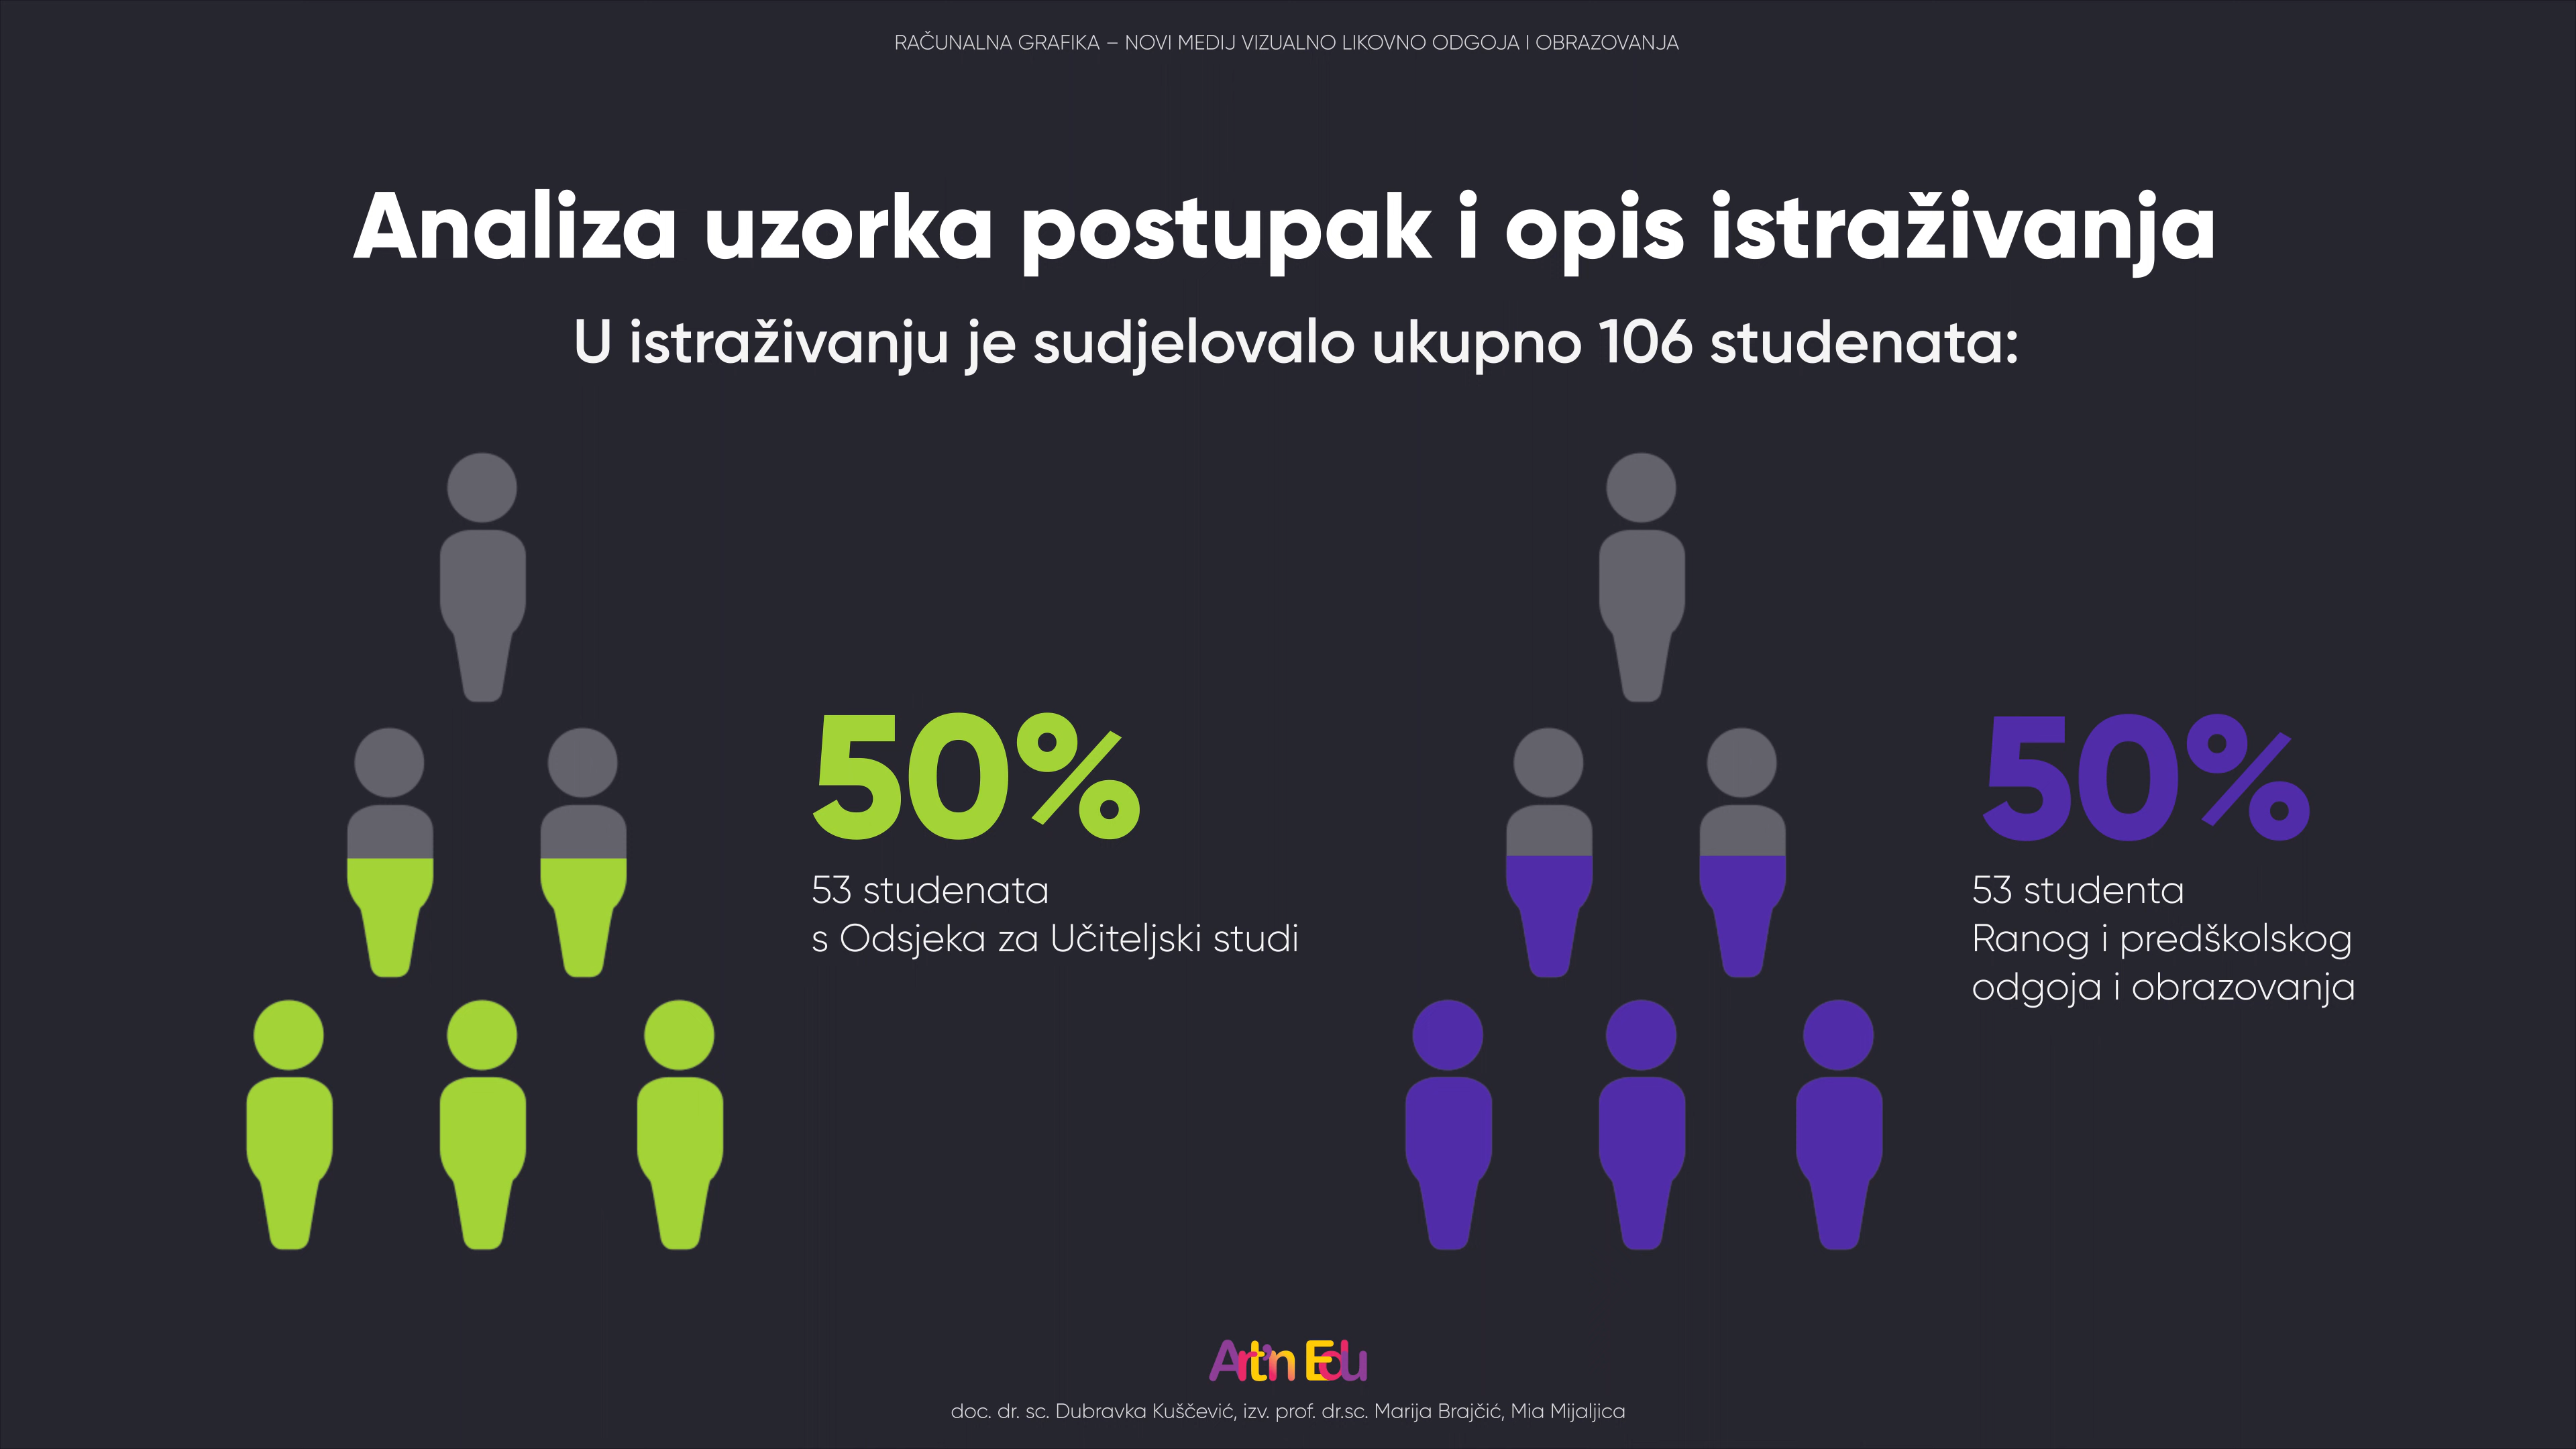 RAČUNALNA GRAFIKA – NOVI MEDIJ VIZUALNO LIKOVNO ODGOJA I OBRAZOVANJA
Analiza uzorka postupak i opis istraživanja
U istraživanju je sudjelovalo ukupno 106 studenata:
50%
53 studenata
s Odsjeka za Učiteljski studi
50%
53 studenta
Ranog i predškolskog
odgoja i obrazovanja
Art'n Edu
doc. dr. sc. Dubravka Kuščević, izv. prof. dr.sc. Marija Brajčić, Mia Mijaljica